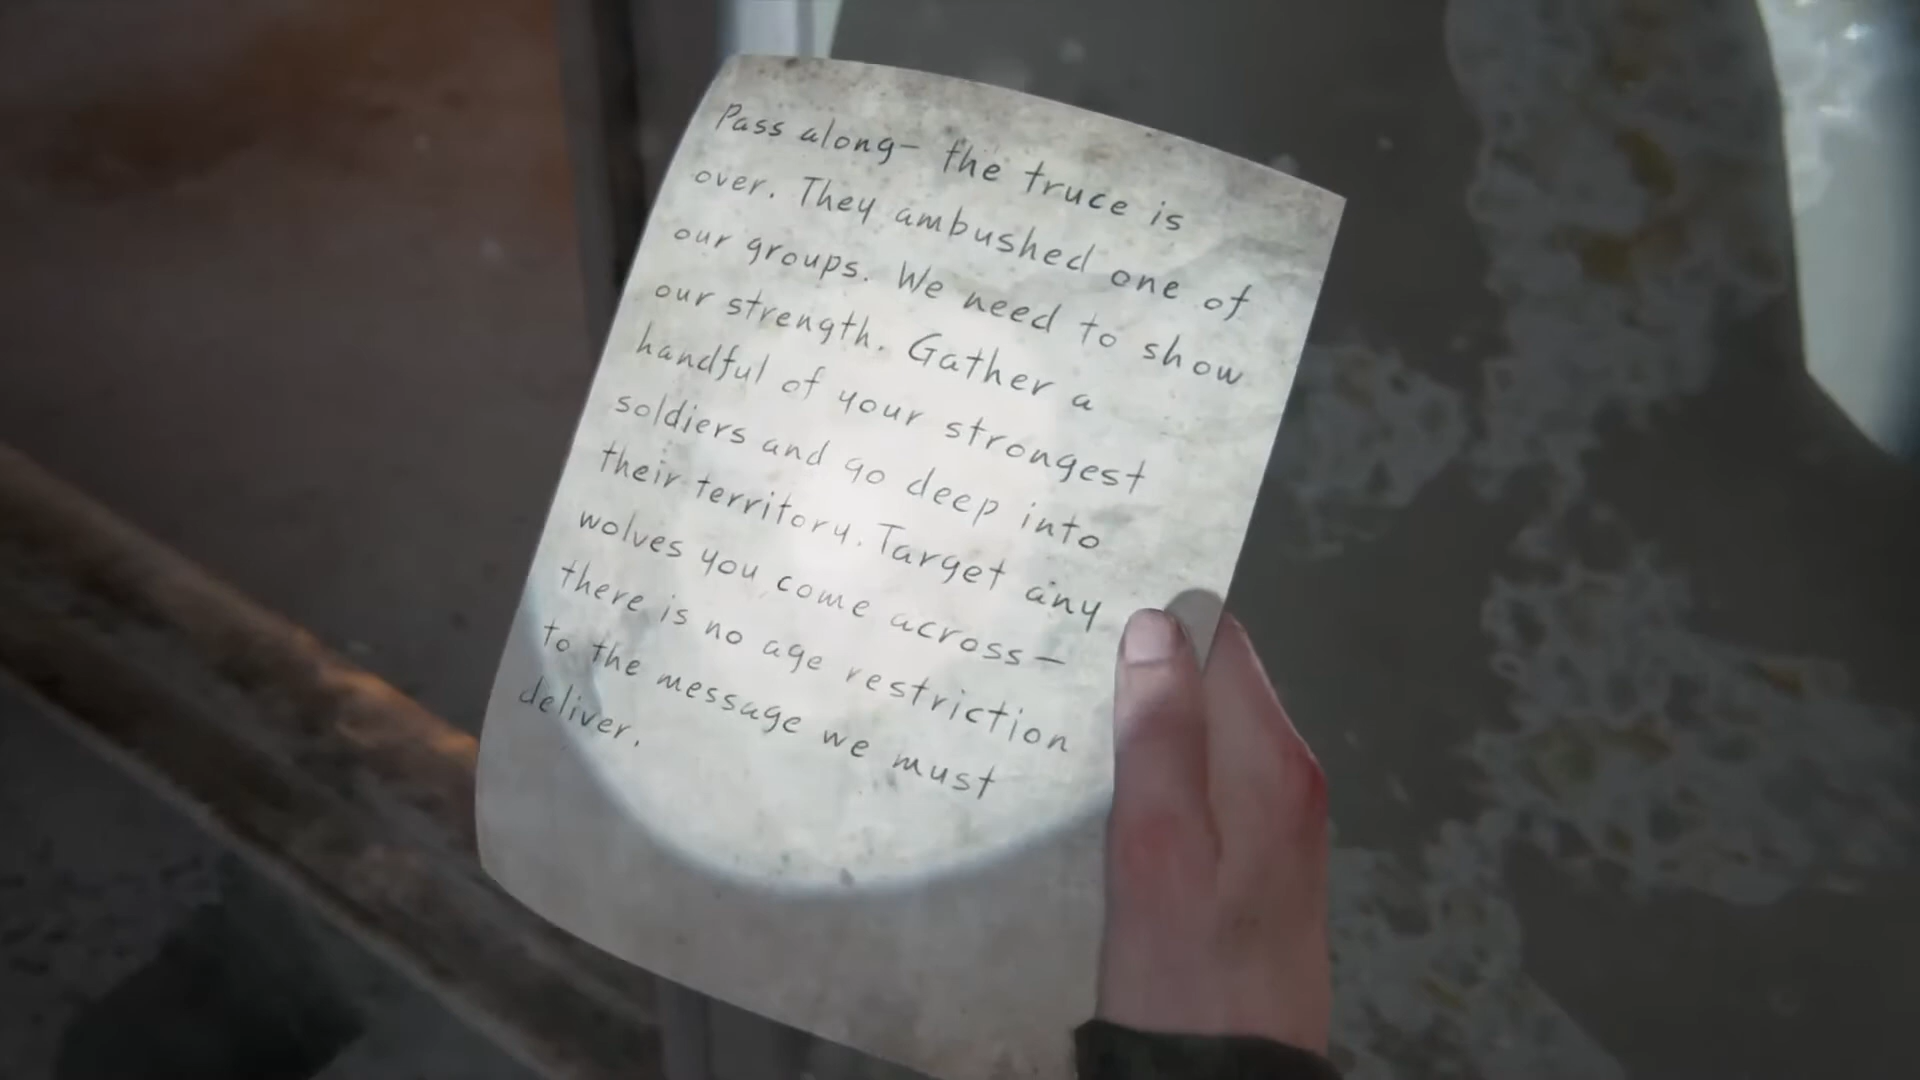 Pass along- the truce is
over. They ambushed one of
our groups. We need to show
our strength. Gather a
handful of your strongest
soldiers and go deep into
their territory. Target any
wolves you come across-
there is no age restriction
to the message we must
deliver.